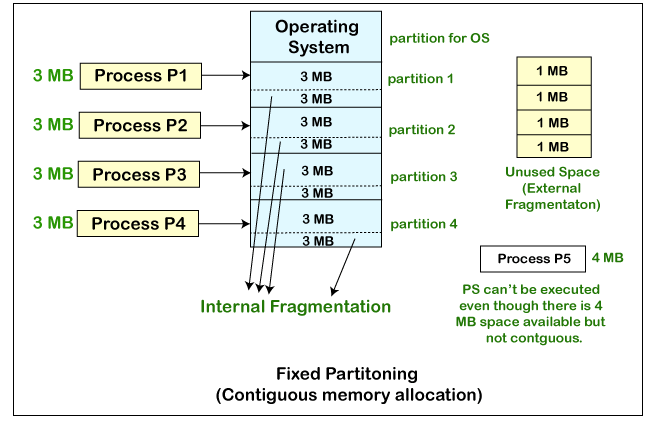 Operating
System
partition for OS
3 MB
Process P1
3 MB
3 MB
partition 1
3 MB
Process P2
3 MB
3 MB
partition 2
3 MB
Process P3
3 MB
3 MB
partition 3
3 MB
Process P4
3 MB
3 MB
partition 4
Internal Fragmentation
1 MB
1 MB
1 MB
1 MB
Unused Space
(External
Fragmentaton)
Process P5
4 MB
PS can't be executed
even though there is 4
MB space available but
not contguous.
Fixed Partitoning
(Contiguous memory allocation)